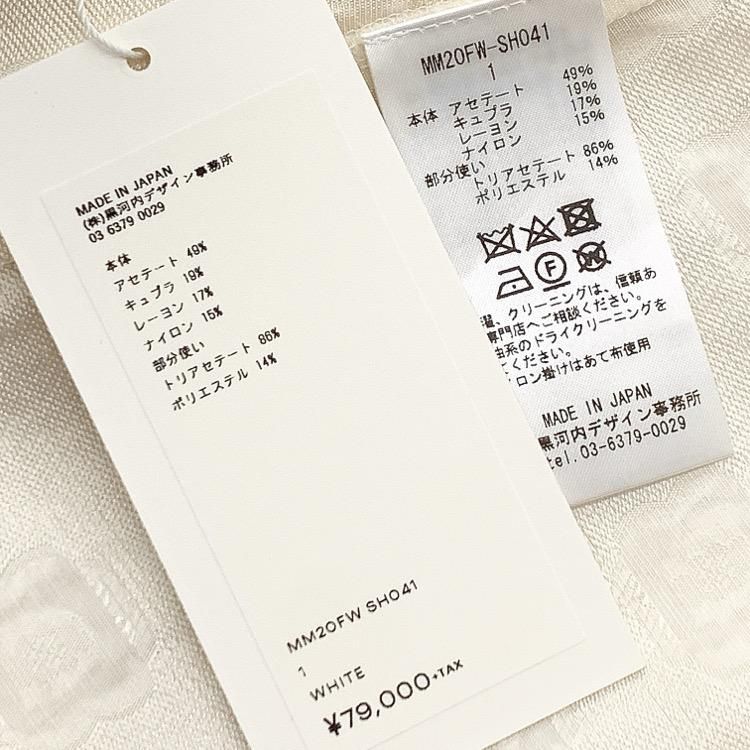 MADE IN JAPAN
(株)黒河内デザイン事務所
03 6379 0029
本体
アセテート 49%
キュプラ 19%
レーヨン 17%
ナイロン 15%
部分使い
トリアセテート 86%
ポリエステル 14%
MM20FW SH041
1
WHITE
¥79,000+TAX
MM20FW-SH041
1
本体 アセテート 49%
キュプラ 19%
レーヨン 17%
ナイロン 15%
部分使い
トリアセテート 86%
ポリエステル 14%
F
W
、クリーニングは、信頼あ
専門店へご相談ください。
油系のドライクリーニングを
ください。
ロン掛けはあて布使用
MADE IN JAPAN
黒河内デザイン事務所
tel.03-6379-0029